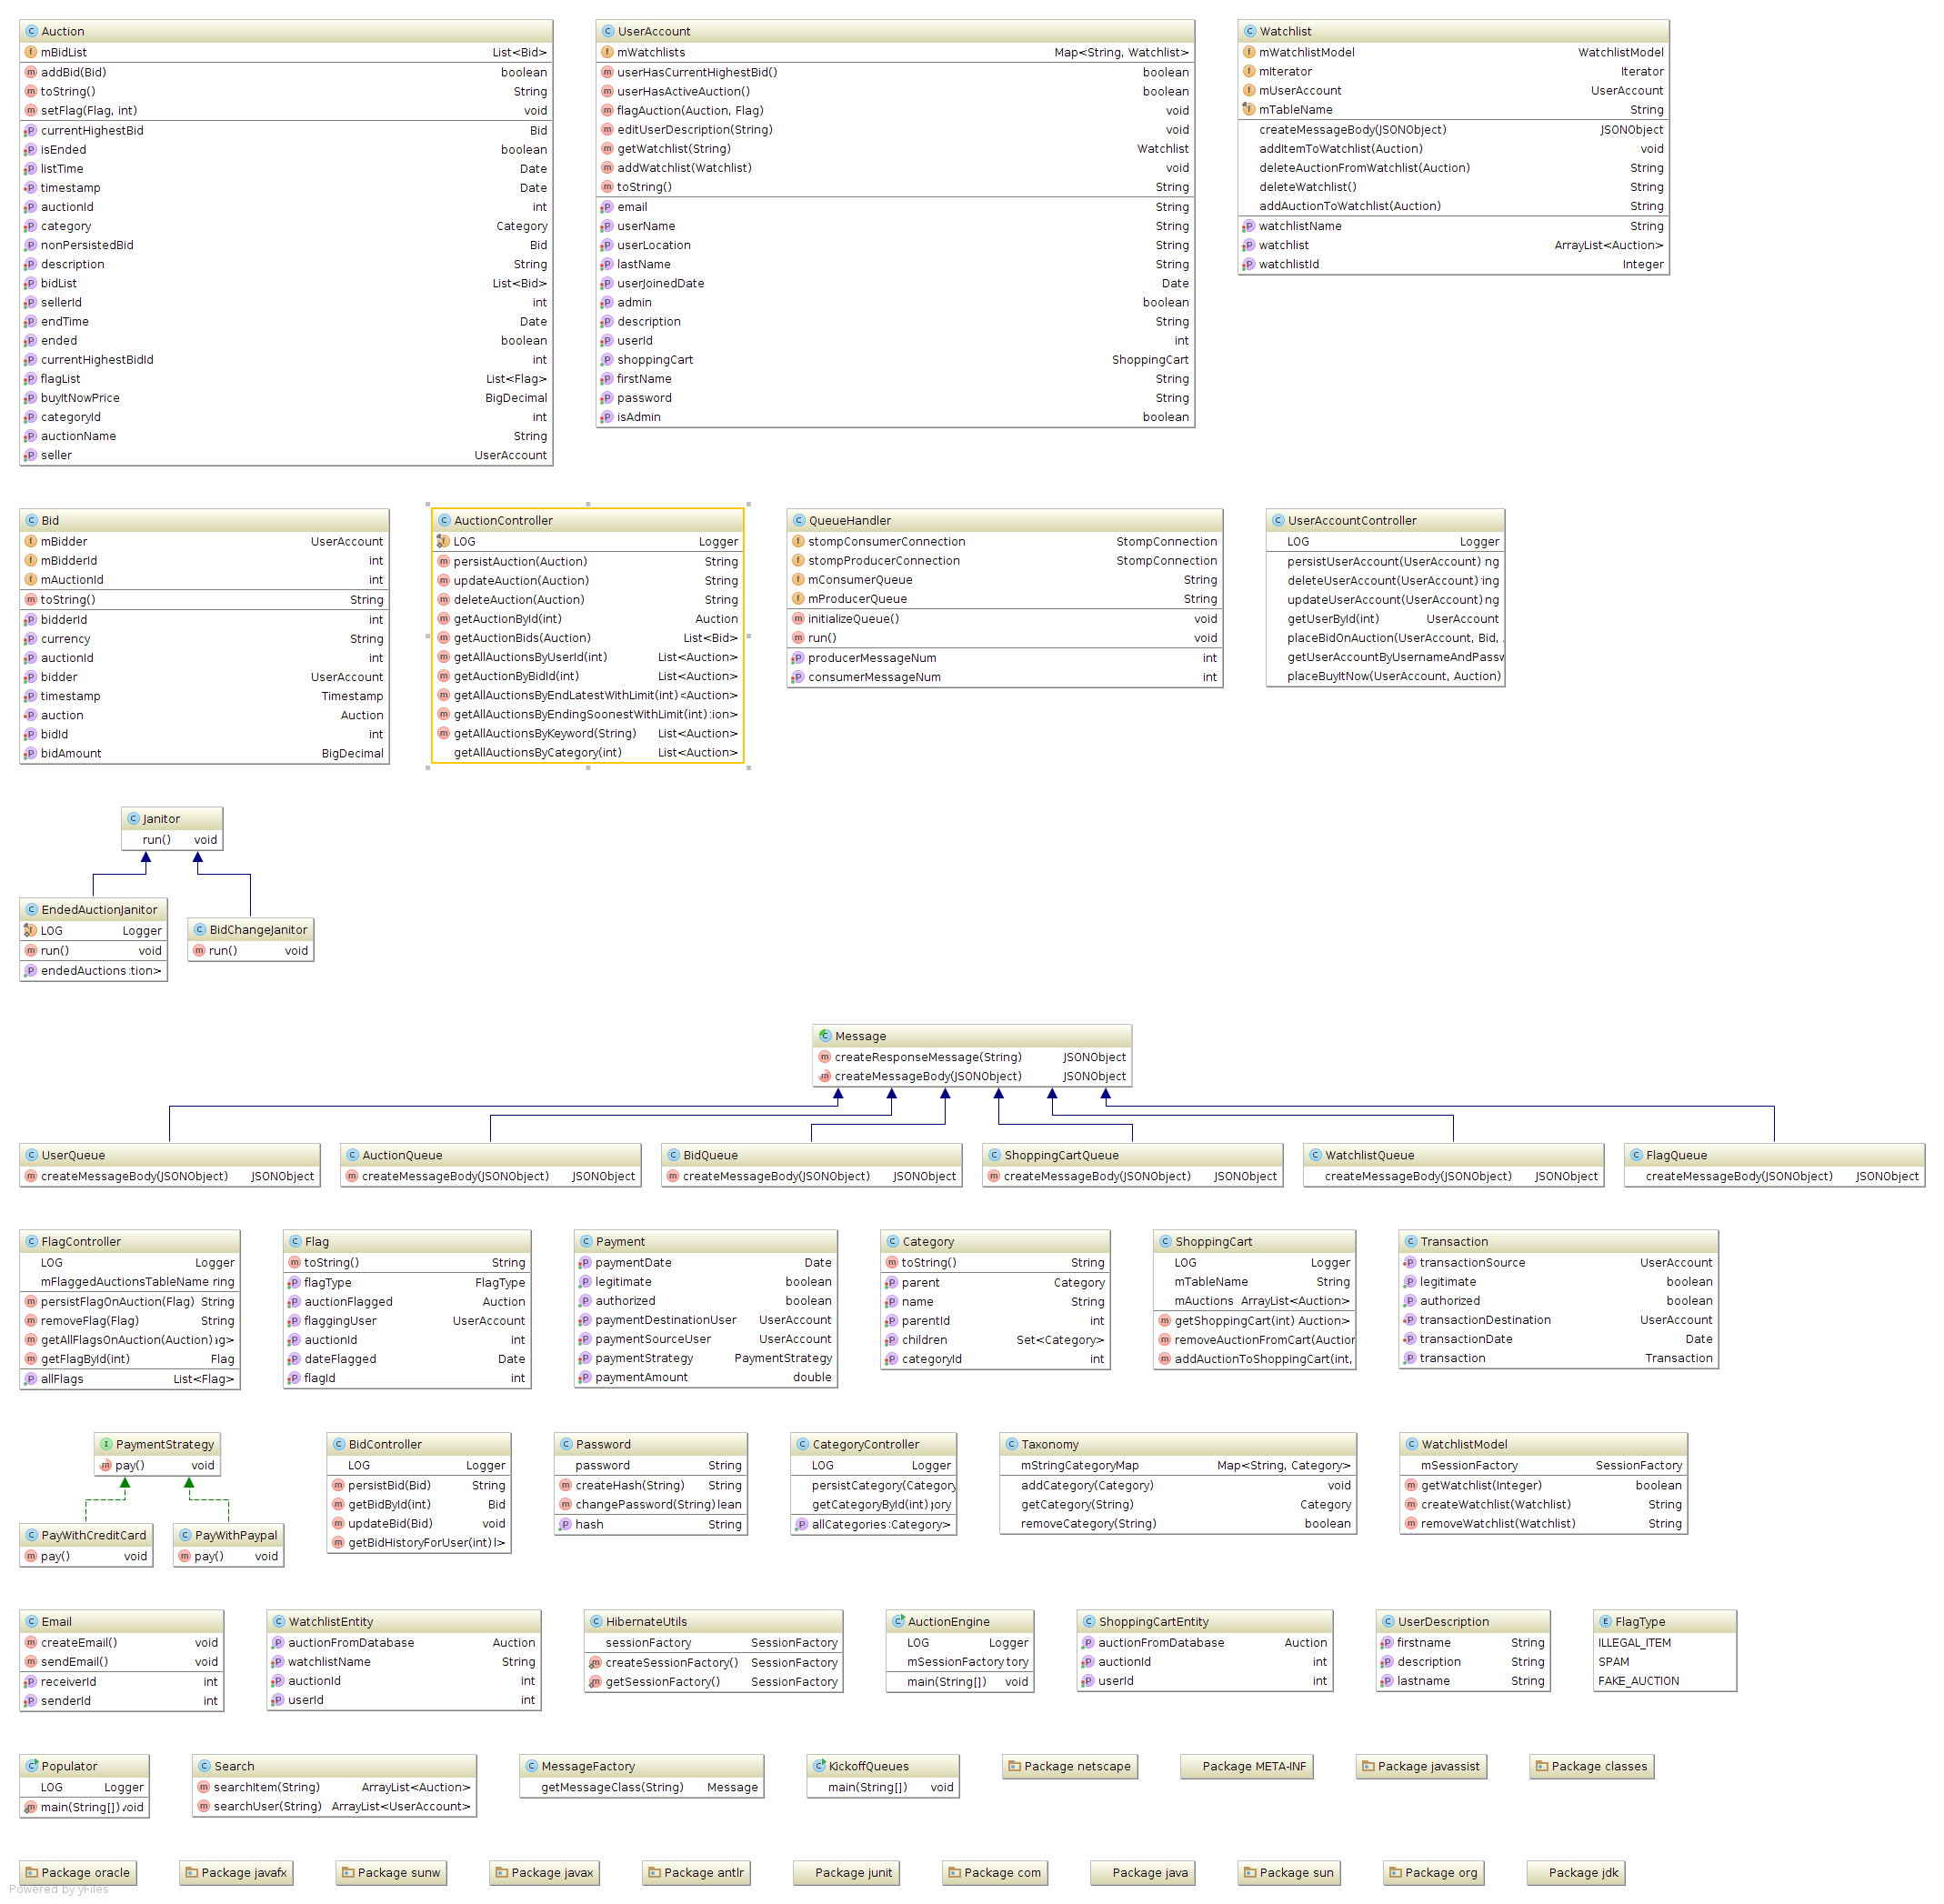 Auction
mBidList List<Bid>
addBid(Bid) boolean
toString() String
setFlag(Flag, int) void
currentHighestBid Bid
isEnded boolean
listTime Date
timestamp Date
auctionId int
category Category
nonPersistedBid Bid
description String
bidList List<Bid>
sellerId int
endTime Date
ended boolean
currentHighestBidId int
flagList List<Flag>
buyItNowPrice BigDecimal
categoryId int
auctionName String
seller UserAccount
UserAccount
mWatchlists Map<String, Watchlist>
userHasCurrentHighestBid() boolean
userHasActiveAuction() boolean
flagAuction(Auction, Flag) void
editUserDescription(String) void
getWatchlist(String) Watchlist
addWatchlist(Watchlist) void
toString() String
email String
userName String
userLocation String
lastName String
userJoinedDate Date
admin boolean
description String
userId int
shoppingCart ShoppingCart
firstName String
password String
isAdmin boolean
Watchlist
mWatchlistModel WatchlistModel
mIterator Iterator
mUserAccount UserAccount
mTableName String
createMessageBody(JSONObject) JSONObject
addItemToWatchlist(Auction) void
deleteAuctionFromWatchlist(Auction) String
deleteWatchlist() String
addAuctionToWatchlist(Auction) String
watchlistName String
watchlist ArrayList<Auction>
watchlistId Integer
Bid
mBidder UserAccount
mBidderId int
mAuctionId int
toString() String
bidderId int
currency String
auctionId int
bidder UserAccount
timestamp Timestamp
auction Auction
bidId int
bidAmount BigDecimal
AuctionController
LOG Logger
persistAuction(Auction) String
updateAuction(Auction) String
deleteAuction(Auction) String
getAuctionById(int) Auction
getAuctionBids(Auction) List<Bid>
getAllAuctionsByUserId(int) List<Auction>
getAuctionByBidId(int) List<Auction>
getAllAuctionsByEndLatestWithLimit(int) <Auction>
getAllAuctionsByEndingSoonestWithLimit(int) tion>
getAllAuctionsByKeyword(String) List<Auction>
getAllAuctionsByCategory(int) List<Auction>
QueueHandler
stompConsumerConnection StompConnection
stompProducerConnection StompConnection
mConsumerQueue String
mProducerQueue String
initializeQueue() void
run() void
producerMessageNum int
consumerMessageNum int
UserAccountController
LOG Logger
persistUserAccount(UserAccount) ng
deleteUserAccount(UserAccount) ing
updateUserAccount(UserAccount) ng
getUserById(int) UserAccount
placeBidOnAuction(UserAccount, Bid,
getUserAccountByUsernameAndPassw
placeBuyItNow(UserAccount, Auction)
Janitor
run() void
EndedAuctionJanitor
LOG Logger
run() void
endedAuctions tion>
BidChangeJanitor
run() void
Message
createResponseMessage(String) JSONObject
createMessageBody(JSONObject) JSONObject
UserQueue
createMessageBody(JSONObject) JSONObject
AuctionQueue
createMessageBody(JSONObject) JSONObject
BidQueue
createMessageBody(JSONObject) JSONObject
ShoppingCartQueue
createMessageBody(JSONObject) JSONObject
WatchlistQueue
createMessageBody(JSONObject) JSONObject
FlagQueue
createMessageBody(JSONObject) JSONObject
FlagController
LOG Logger
mFlaggedAuctionsTableName ring
persistFlagOnAuction(Flag) String
removeFlag(Flag) String
getAllFlagsOnAuction(Auction) g>
getFlagById(int) Flag
allFlags List<Flag>
Flag
toString() String
flagType FlagType
auctionFlagged Auction
flaggingUser UserAccount
auctionId int
dateFlagged Date
flagId int
Payment
paymentDate Date
legitimate boolean
authorized boolean
paymentDestinationUser UserAccount
paymentSourceUser UserAccount
paymentStrategy PaymentStrategy
paymentAmount double
Category
toString() String
parent Category
name String
parentId int
children Set<Category>
categoryId int
ShoppingCart
LOG Logger
mTableName String
mAuctions ArrayList<Auction>
getShoppingCart(int) Auction>
removeAuctionFromCart(Auction
addAuctionToShoppingCart(int,
Transaction
transactionSource UserAccount
legitimate boolean
authorized boolean
transactionDestination UserAccount
transactionDate Date
transaction Transaction
PaymentStrategy
pay() void
PayWithCreditCard
pay() void
PayWithPaypal
pay() void
BidController
LOG Logger
persistBid(Bid) String
getBidById(int) Bid
updateBid(Bid) void
getBidHistoryForUser(int) l>
Password
password String
createHash(String) String
changePassword(String) lean
hash String
CategoryController
LOG Logger
persistCategory(Category
getCategoryById(int) gory
allCategories Category>
Taxonomy
mStringCategoryMap Map<String, Category>
addCategory(Category) void
getCategory(String) Category
removeCategory(String) boolean
WatchlistModel
mSessionFactory SessionFactory
getWatchlist(Integer) boolean
createWatchlist(Watchlist) String
removeWatchlist(Watchlist) String
Email
createEmail() void
sendEmail() void
receiverId int
senderId int
WatchlistEntity
auctionFromDatabase Auction
watchlistName String
auctionId int
userId int
HibernateUtils
sessionFactory SessionFactory
createSessionFactory() SessionFactory
getSessionFactory() SessionFactory
AuctionEngine
LOG Logger
mSessionFactory tory
main(String[]) void
ShoppingCartEntity
auctionFromDatabase Auction
auctionId int
userId int
UserDescription
firstname String
description String
lastname String
FlagType
ILLEGAL_ITEM
SPAM
FAKE_AUCTION
Populator
LOG Logger
main(String[]) void
Search
searchItem(String) ArrayList<Auction>
searchUser(String) ArrayList<UserAccount>
MessageFactory
getMessageClass(String) Message
KickoffQueues
main(String[]) void
Package netscape
Package META-INF
Package javassist
Package classes
Package oracle
Package javafx
Package sunw
Package javax
Package antlr
Package junit
Package com
Package java
Package sun
Package org
Package jdk
Powered by yFiles